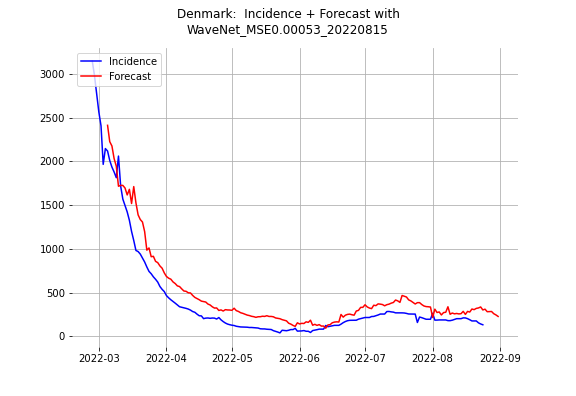 Denmark:  Incidence + Forecast with
WaveNet_MSE0.00053_20220815
Incidence
Forecast
3000
2500
2000
1500
1000
500
0
2022-03 2022-04 2022-05 2022-06 2022-07 2022-08 2022-09